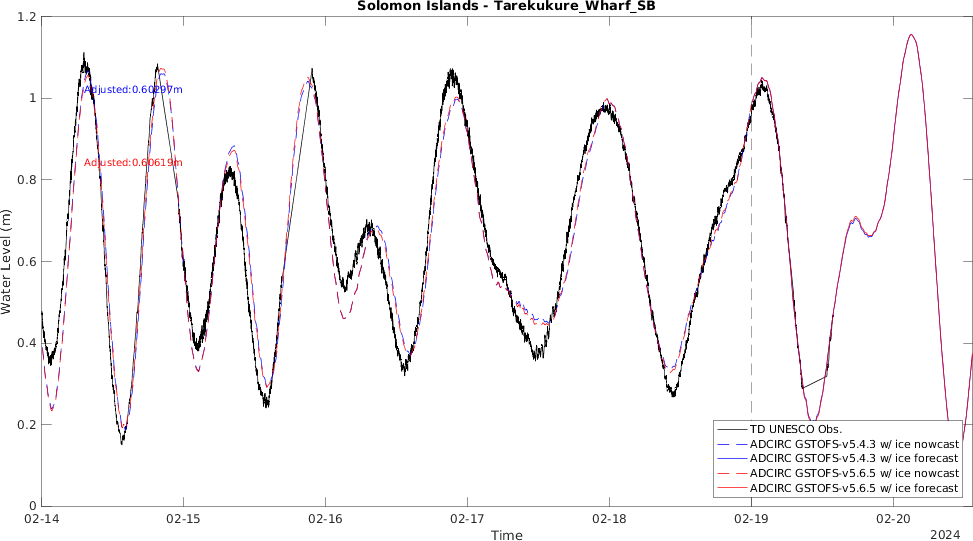 Solomon Islands - Tarekukure_Wharf_SB
Water Level (m)
1.2
1
0.8
0.6
0.4
0.2
0
Adjusted:0.60297m
Adjusted:0.60619m
TD UNESCO Obs.
ADCIRC GSTOFS-v5.4.3 w/ ice nowcast
ADCIRC GSTOFS-v5.4.3 w/ ice forecast
ADCIRC GSTOFS-v5.6.5 w/ ice nowcast
ADCIRC GSTOFS-v5.6.5 w/ ice forecast
02-14 02-15 02-16 02-17 02-18 02-19 02-20
Time
2024